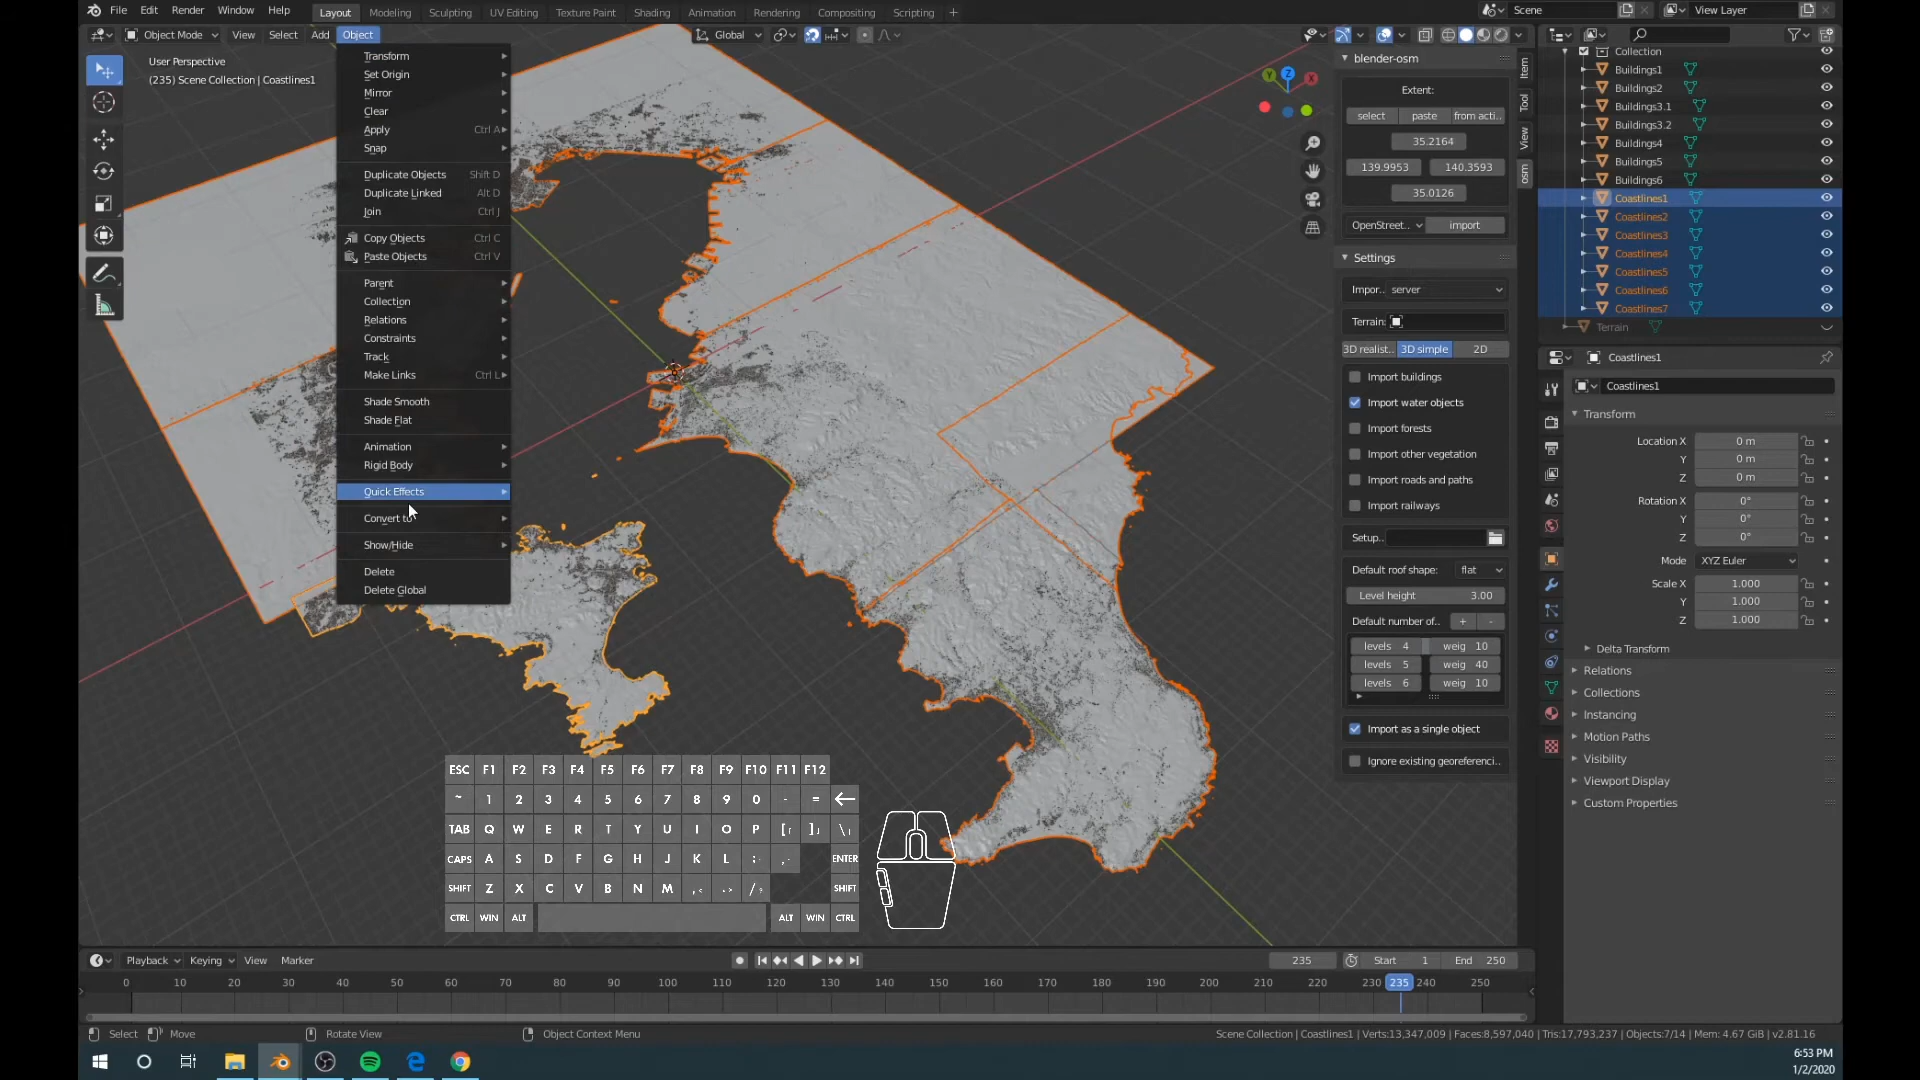 File Edit Render Window Help
Layout Modeling Sculpting UV Editing Texture Paint Shading Animation Rendering Compositing Scripting +
Scene
View Layer
Object Mode View Select Add Object
Global
User Perspective
(235) Scene Collection | Coastlines1
Transform
Set Origin
Mirror
Clear
Apply Ctrl A
Snap
Duplicate Objects Shift D
Duplicate Linked Alt D
Join Ctrl J
Copy Objects Ctrl C
Paste Objects Ctrl V
Parent
Collection
Relations
Constraints
Track
Make Links Ctrl L
Shade Smooth
Shade Flat
Animation
Rigid Body
Quick Effects
Convert to
Show/Hide
Delete
Delete Global
Y Z X
blender-osm
Extent:
select paste from acti..
35.2164
139.9953 140.3593
35.0126
OpenStreet.. import
Settings
Impor.. server
Terrain:
3D realist.. 3D simple 2D
Import buildings
Import water objects
Import forests
Import other vegetation
Import roads and paths
Import railways
Setup..
Default roof shape: flat
Level height 3.00
Default number of.. + -
levels 4 weig 10
levels 5 weig 40
levels 6 weig 10
Import as a single object
Ignore existing georeferenci..
Item
Tool
View
osm
Collection
Buildings1
Buildings2
Buildings3.1
Buildings3.2
Buildings4
Buildings5
Buildings6
Coastlines1
Coastlines2
Coastlines3
Coastlines4
Coastlines5
Coastlines6
Coastlines7
Terrain
Coastlines1
Coastlines1
Transform
Location X 0 m
Y 0 m
Z 0 m
Rotation X 0°
Y 0°
Z 0°
Mode XYZ Euler
Scale X 1.000
Y 1.000
Z 1.000
Delta Transform
Relations
Collections
Instancing
Motion Paths
Visibility
Viewport Display
Custom Properties
ESC F1 F2 F3 F4 F5 F6 F7 F8 F9 F10 F11 F12
~ 1 2 3 4 5 6 7 8 9 0 - =
TAB Q W E R T Y U I O P [ ] \
CAPS A S D F G H J K L ENTER
SHIFT Z X C V B N M SHIFT
CTRL WIN ALT ALT WIN CTRL
Playback Keying View Marker
235 Start 1 End 250
0 10 20 30 40 50 60 70 80 90 100 110 120 130 140 150 160 170 180 190 200 210 220 230 235 240 250
Select Move Rotate View Object Context Menu
Scene Collection | Coastlines1 | Verts:13,347,009 | Faces:8,597,040 | Tris:17,793,237 | Objects:7/14 | Mem: 4.67 GiB | v2.81.16
6:53 PM
1/2/2020